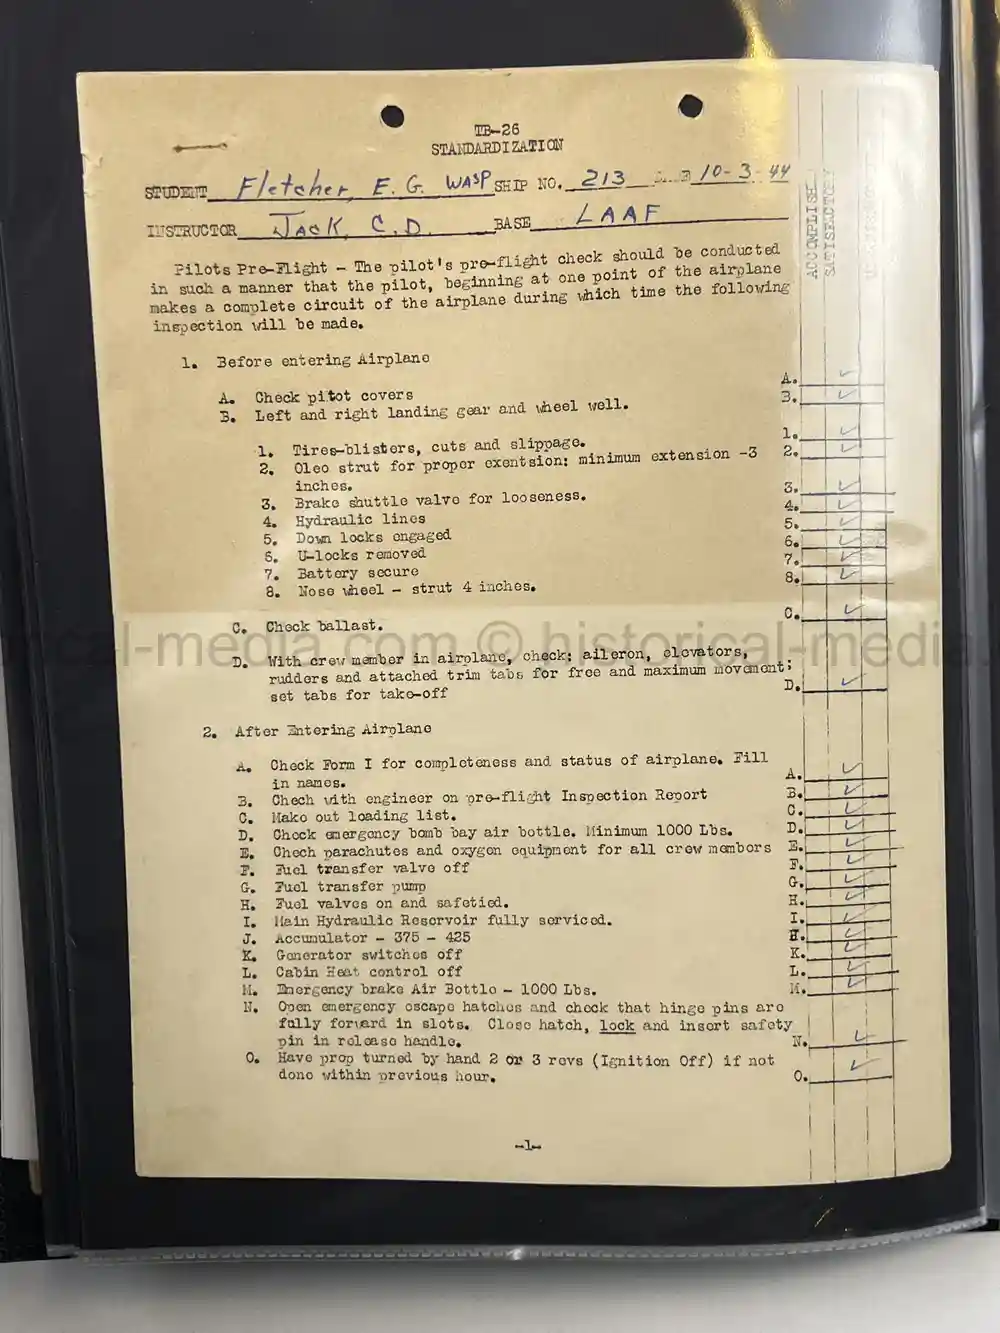 TB-26
STANDARDIZATION
STUDENT Fletcher, E. G. WASP SHIP NO. 213 10-3-44
INSTRUCTOR Jack, C.D. BASE LAAF
ACCOMPLISHED
SATISFACTORY
Pilots Pre-Flight - The pilot's pre-flight check should be conducted
in such a manner that the pilot, beginning at one point of the airplane
makes a complete circuit of the airplane during which time the following
inspection will be made.
1. Before entering Airplane
A. Check pitot covers A.
B. Left and right landing gear and wheel well. B.
1. Tires-blisters, cuts and slippage. 1.
2. Oleo strut for proper exentsion: minimum extension -3 2.
inches.
3. Brake shuttle valve for looseness. 3.
4. Hydraulic lines 4.
5. Down locks engaged 5.
6. U-locks removed 6.
7. Battery secure 7.
8. Nose wheel - strut 4 inches. 8.
C. Check ballast. C.
D. With crew member in airplane, check: aileron, elevators,
rudders and attached trim tabs for free and maximum movement;
set tabs for take-off D.
2. After Entering Airplane
A. Check Form I for completeness and status of airplane. Fill A.
in names.
B. Chech with engineer on pre-flight Inspection Report B.
C. Make out loading list. C.
D. Check emergency bomb bay air bottle. Minimum 1000 Lbs. D.
E. Chech parachutes and oxygen equipment for all crew members E.
F. Fuel transfer valve off F.
G. Fuel transfer pump G.
H. Fuel valves on and safetied. H.
I. Main Hydraulic Reservoir fully serviced. I.
J. Accumulator - 375 - 425
K. Generator switches off K.
L. Cabin Heat control off L.
M. Emergency brake Air Bottle - 1000 Lbs. M.
N. Open emergency escape hatches and check that hinge pins are
fully forward in slots. Close hatch, lock and insert safety
pin in release handle. N.
O. Have prop turned by hand 2 or 3 revs (Ignition Off) if not
done within previous hour. O.
-1-
media.com © historical-media.